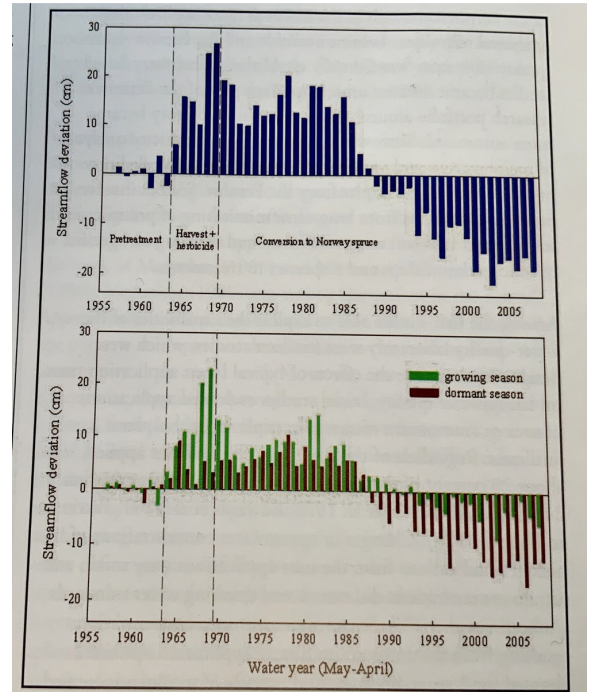 30
20
10
0
-10
-20
Streamflow deviation (cm)
Pretreatment
Harvest +
herbicide
Conversion to Norway spruce
1955 1960 1965 1970 1975 1980 1985 1990 1995 2000 2005
30
20
10
0
-10
-20
Streamflow deviation (cm)
growing season
dormant season
1955 1960 1965 1970 1975 1980 1985 1990 1995 2000 2005
Water year (May-April)